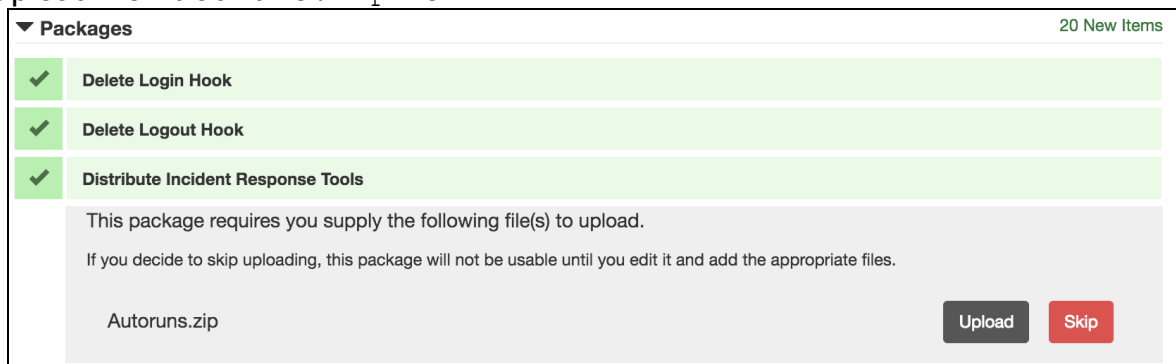 Packages
20 New Items
Delete Login Hook
Delete Logout Hook
Distribute Incident Response Tools
This package requires you supply the following file(s) to upload.
If you decide to skip uploading, this package will not be usable until you edit it and add the appropriate files.
Autoruns.zip
Upload
Skip